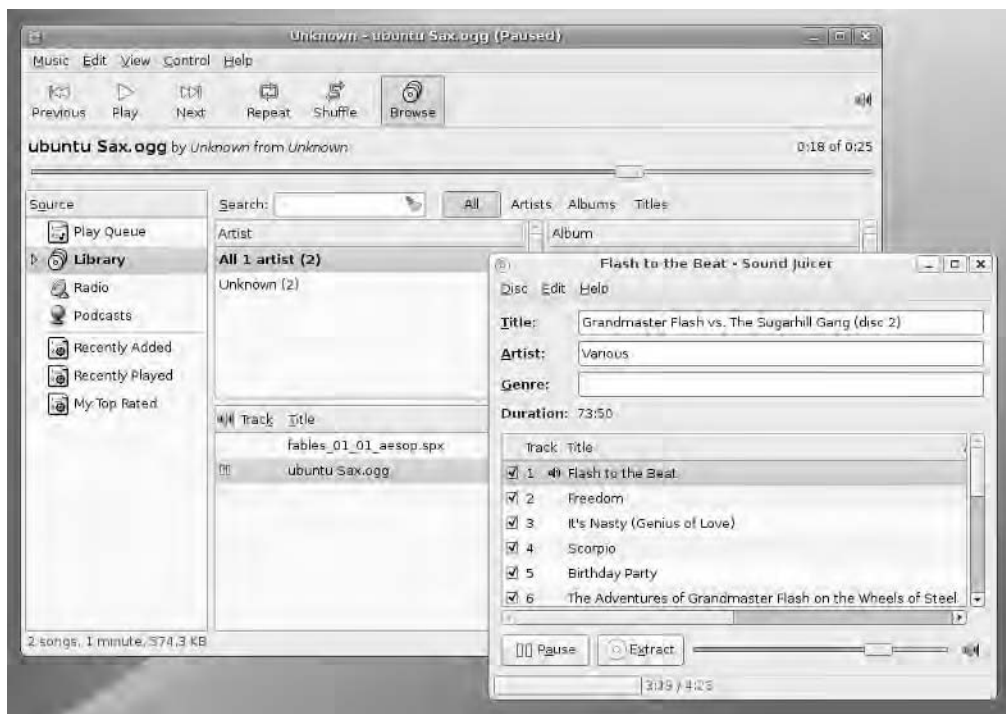 Unknown - ubuntu Sax.ogg (Paused)
Music Edit View Control Help
Previous Play Next Repeat Shuffle Browse
ubuntu Sax.ogg by Unknown from Unknown
0:18 of 0:25
Source
Play Queue
Library
Radio
Podcasts
Recently Added
Recently Played
My Top Rated
Search: All Artists Albums Titles
Artist
Album
All 1 artist (2)
Unknown (2)
Track Title
fables_01_01_aesop.spx
ubuntu Sax.ogg
2 songs, 1 minute, 574.3 KB
Flash to the Beat - Sound Juicer
Disc Edit Help
Title: Grandmaster Flash vs. The Sugarhill Gang (disc 2)
Artist: Various
Genre:
Duration: 73:50
Track Title
1 Flash to the Beat
2 Freedom
3 It's Nasty (Genius of Love)
4 Scorpio
5 Birthday Party
6 The Adventures of Grandmaster Flash on the Wheels of Steel
Pause Extract